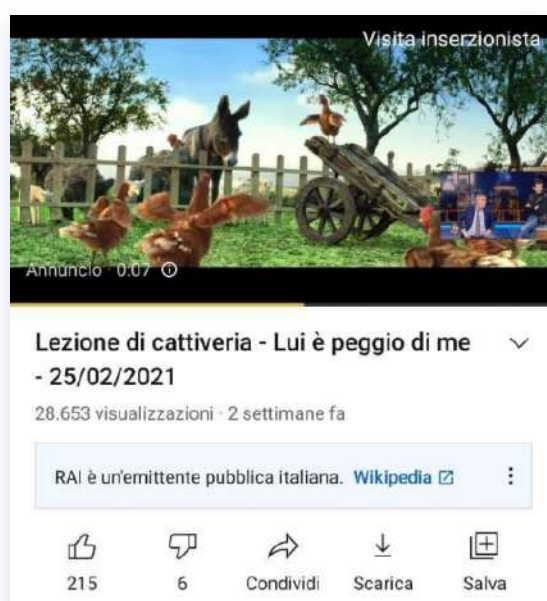 Visita inserzionista
Annuncio · 0:07
Lezione di cattiveria - Lui è peggio di me
- 25/02/2021
28.653 visualizzazioni · 2 settimane fa
RAI è un'emittente pubblica italiana. Wikipedia
215
6
Condividi
Scarica
Salva